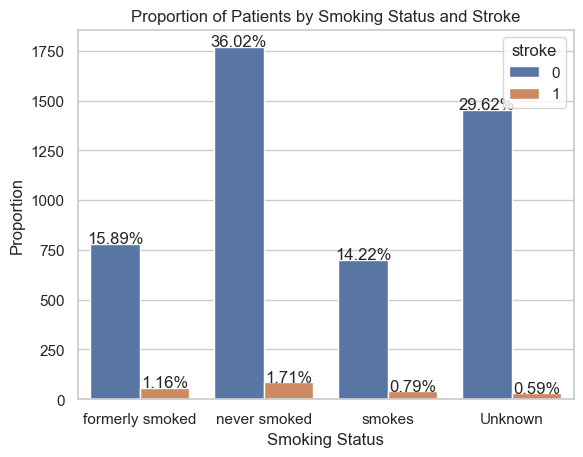 Proportion of Patients by Smoking Status and Stroke
stroke
0
1
Proportion
1750
1500
1250
1000
750
500
250
0
15.89%
1.16%
36.02%
1.71%
14.22%
0.79%
29.62%
0.59%
formerly smoked
never smoked
smokes
Unknown
Smoking Status